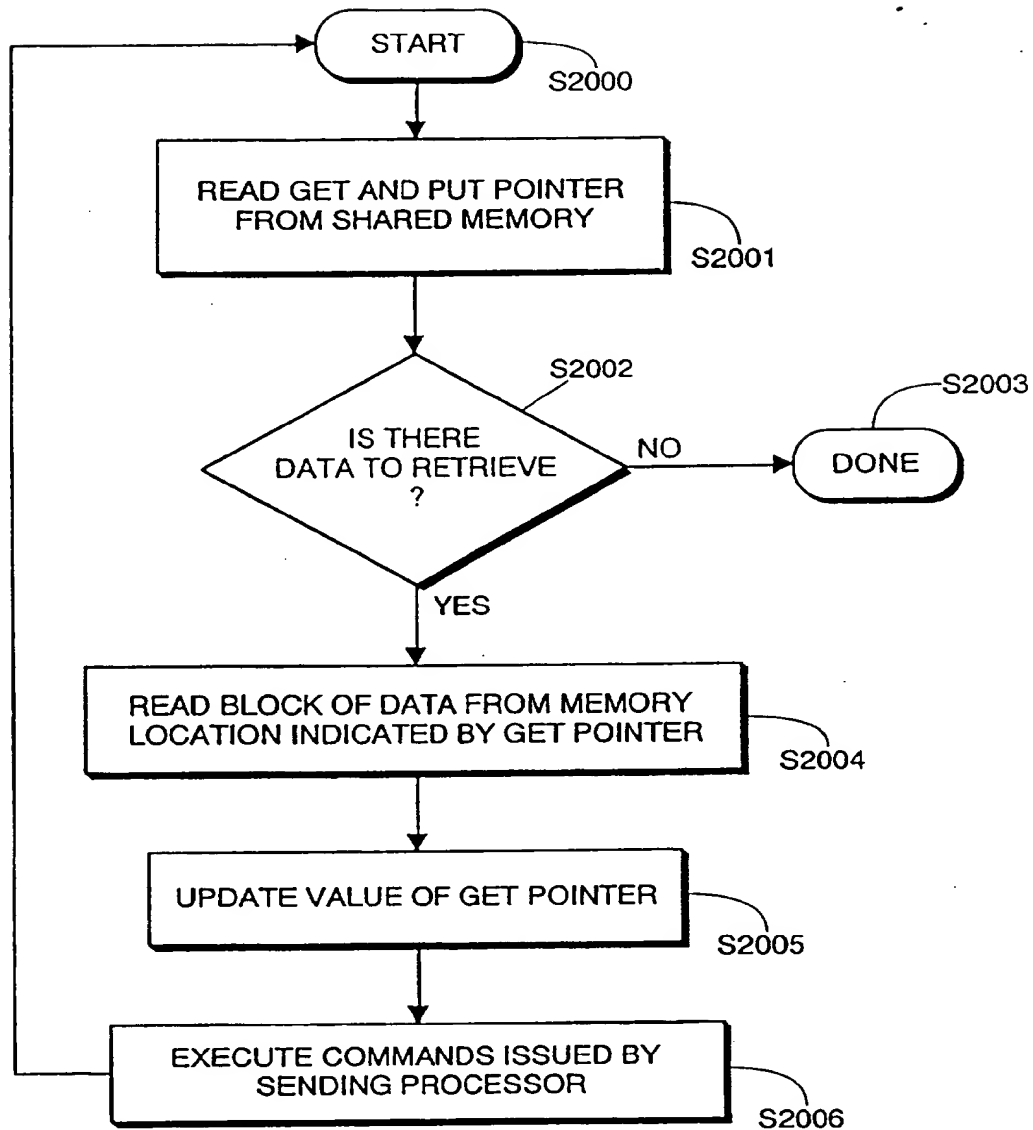 START
S2000
READ GET AND PUT POINTER
FROM SHARED MEMORY
S2001
S2002
IS THERE
DATA TO RETRIEVE
?
NO
S2003
DONE
YES
READ BLOCK OF DATA FROM MEMORY
LOCATION INDICATED BY GET POINTER
S2004
UPDATE VALUE OF GET POINTER
S2005
EXECUTE COMMANDS ISSUED BY
SENDING PROCESSOR
S2006